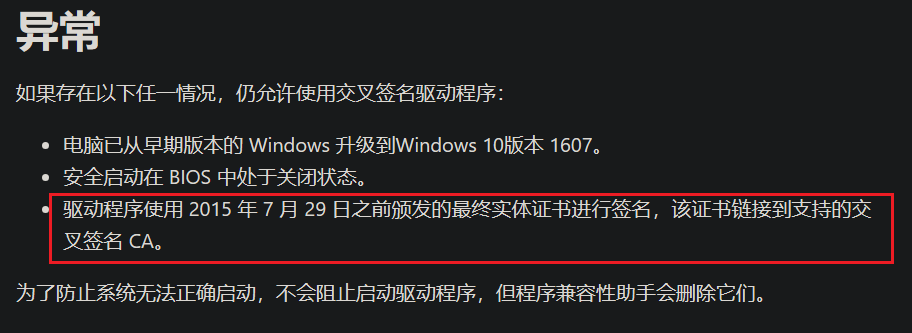 异常
如果存在以下任一情况，仍允许使用交叉签名驱动程序：
• 电脑已从早期版本的 Windows 升级到Windows 10版本 1607。
• 安全启动在 BIOS 中处于关闭状态。
• 驱动程序使用 2015 年 7 月 29 日之前颁发的最终实体证书进行签名，该证书链接到支持的交
叉签名 CA。
为了防止系统无法正确启动，不会阻止启动驱动程序，但程序兼容性助手会删除它们。